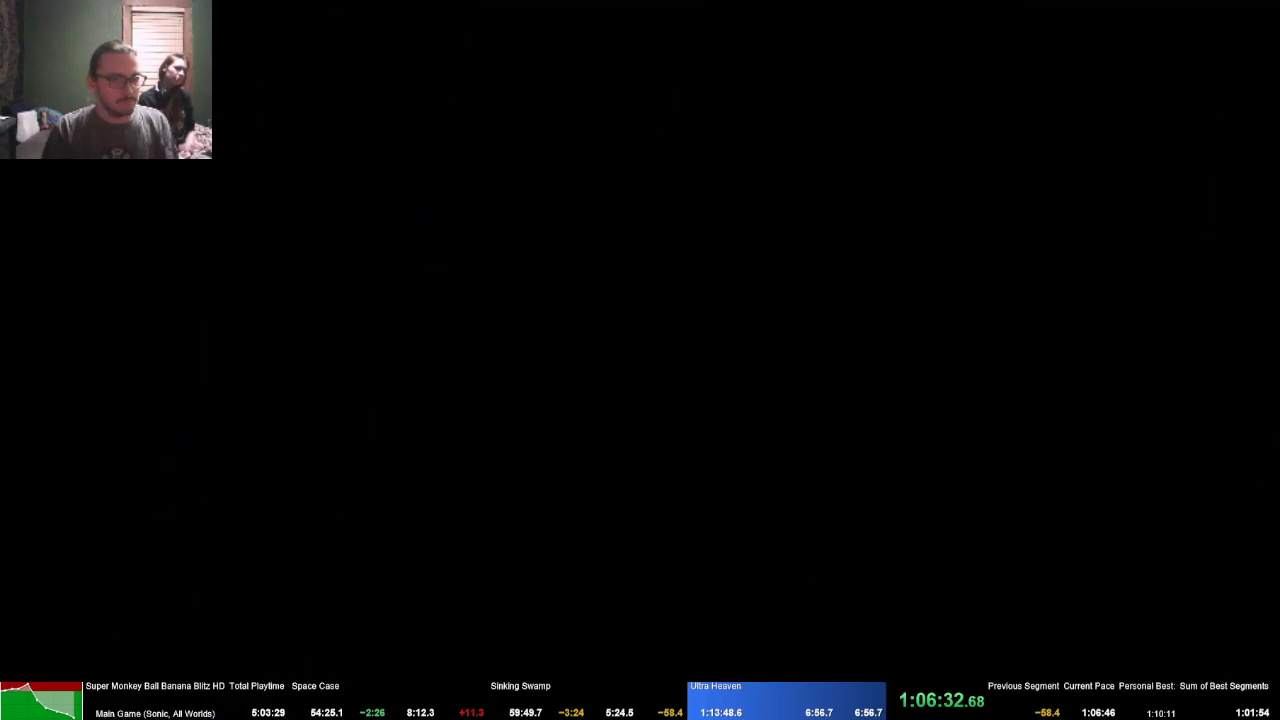 Super Monkey Ball Banana Blitz HD Total Playtime Space Case Sinking Swamp Ultra Heaven Previous Segment Current Pace Personal Best: Sum of Best Segments
1:06:32.68
Main Game (Sonic, All Worlds) 5:03:29 54:25.1 −2:26 8:12.3 +11.3 59:49.7 −3:24 5:24.5 −58.4 1:13:48.6 6:56.7 6:56.7 −58.4 1:06:46 1:10:11 1:01:54